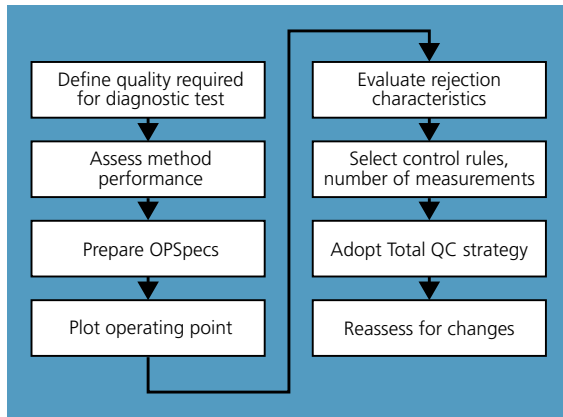 Define quality required
for diagnostic test
Assess method
performance
Prepare OPSpecs
Plot operating point
Evaluate rejection
characteristics
Select control rules,
number of measurements
Adopt Total QC strategy
Reassess for changes